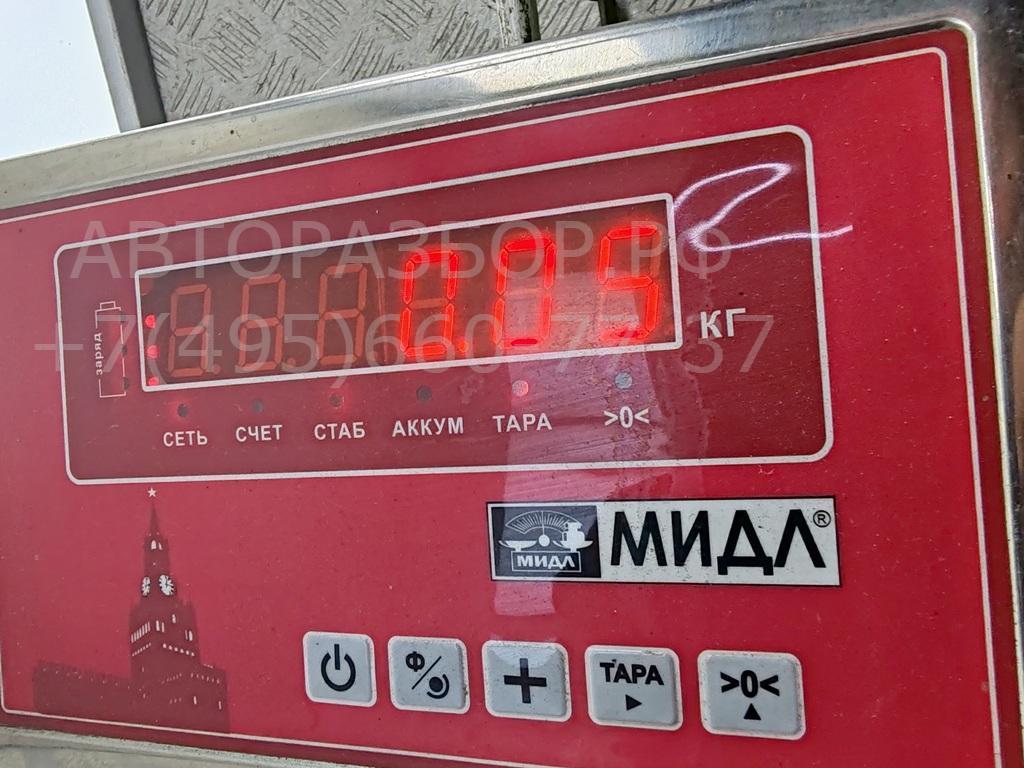 АВТОРАЗБОР.РФ
+7(495)660-77-37
0.05
КГ
заряд
СЕТЬ СЧЕТ СТАБ АККУМ ТАРА >0<
МИДЛ МИДЛ®
Ф ТАРА >0<